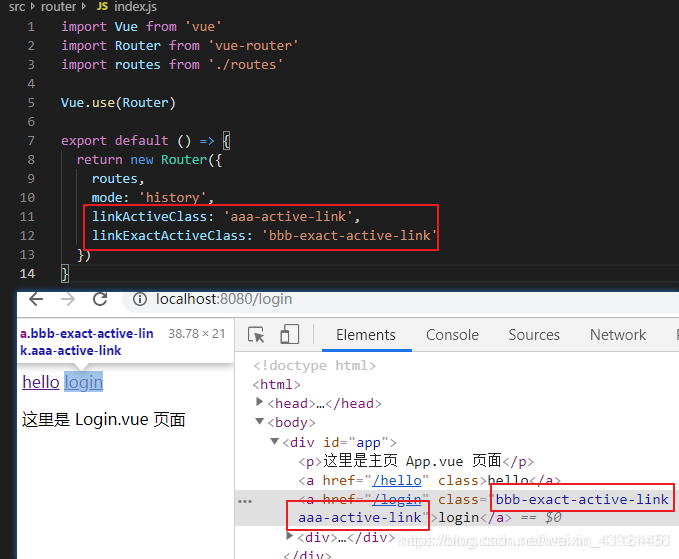 src › router › JS index.js
1 import Vue from 'vue'
2 import Router from 'vue-router'
3 import routes from './routes'
4
5 Vue.use(Router)
6
7 export default () => {
8 return new Router({
9 routes,
10 mode: 'history',
11 linkActiveClass: 'aaa-active-link',
12 linkExactActiveClass: 'bbb-exact-active-link'
13 })
14 }
localhost:8080/login
a.bbb-exact-active-lin
k.aaa-active-link
38.78 × 21
hello login
这里是 Login.vue 页面
Elements Console Sources Network
<!doctype html>
<html>
<head>…</head>
<body>
<div id="app">
<p>这里是主页 App.vue 页面</p>
<a href="/hello" class>hello</a>
<a href="/login" class="bbb-exact-active-link
aaa-active-link">login</a> == $0
<div>…</div>
</div>